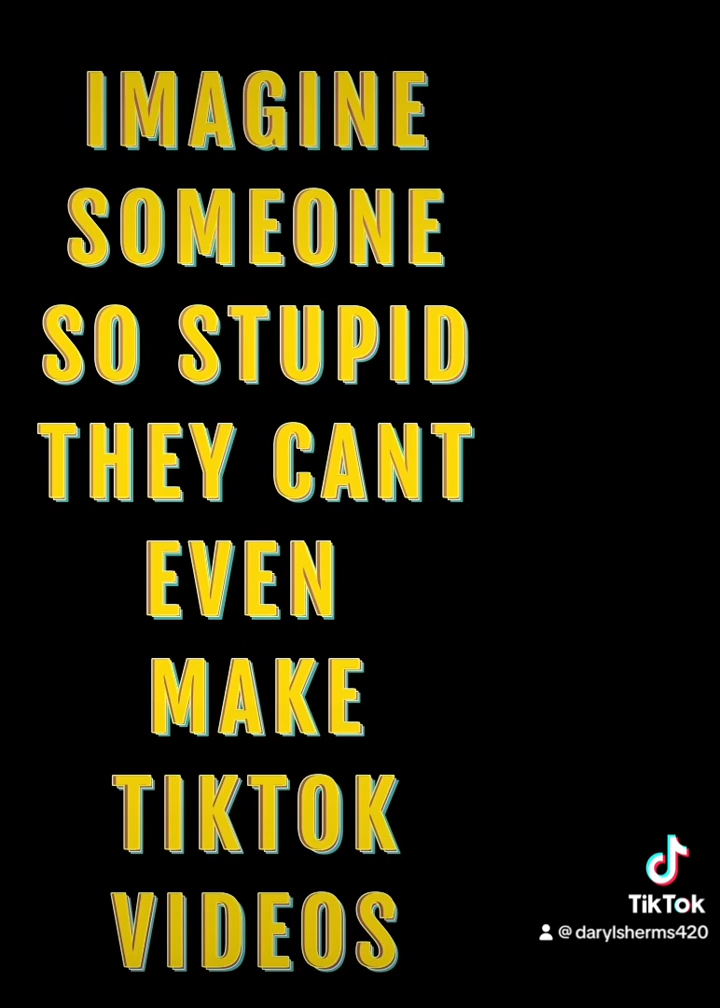 IMAGINE
SOMEONE
SO STUPID
THEY CANT
EVEN
MAKE
TIKTOK
VIDEOS
TikTok
@darylsherms420